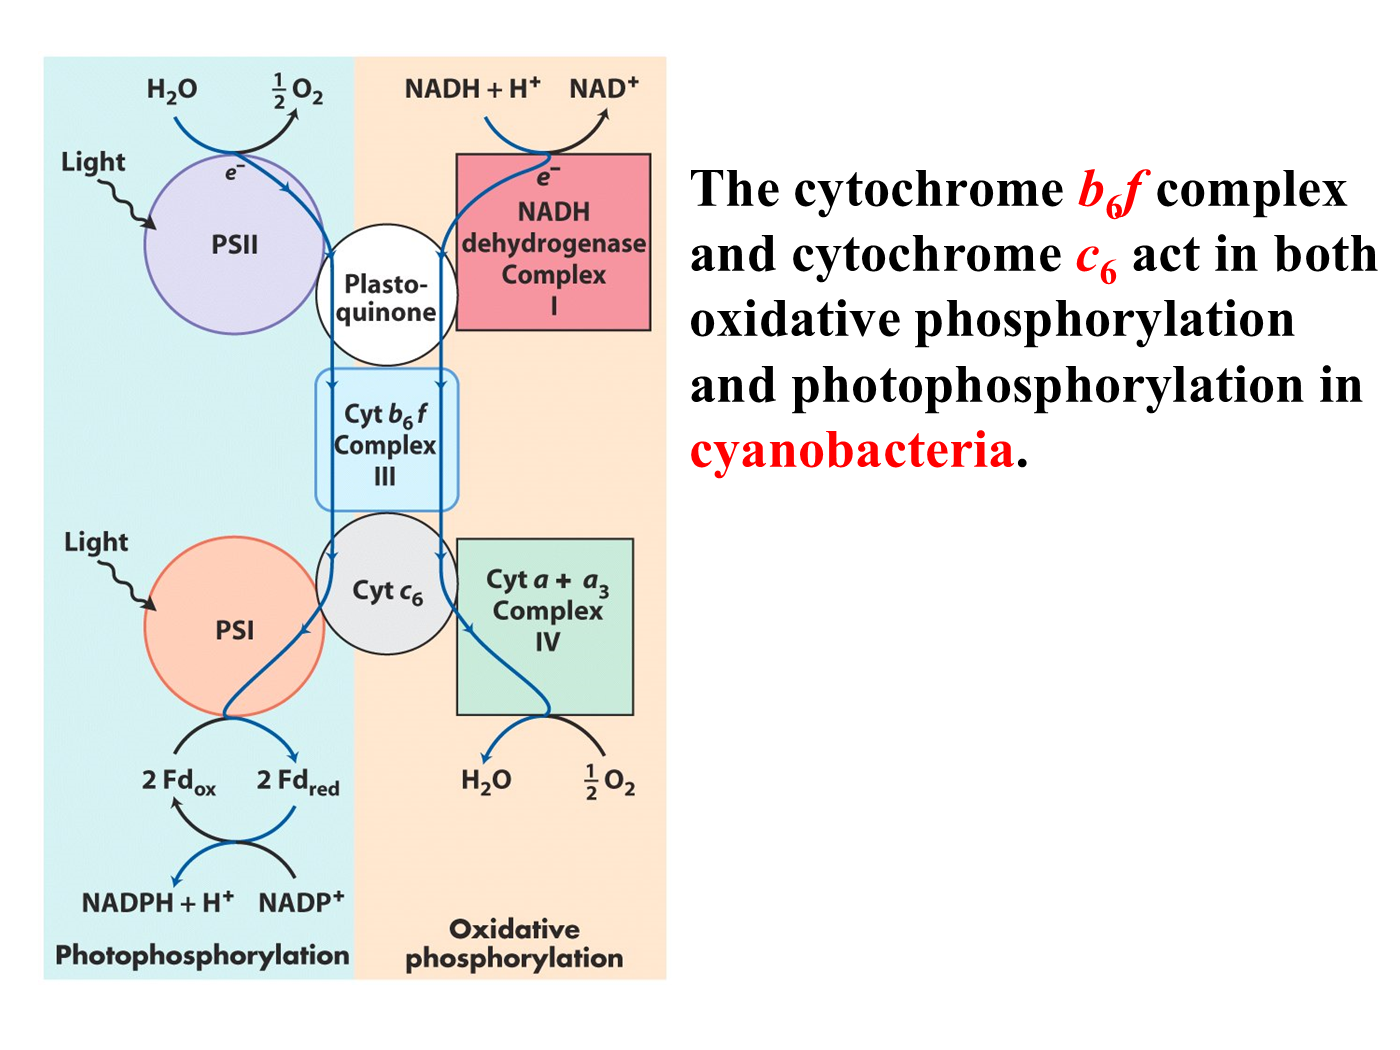 H₂O
½ O₂
Light
e⁻
PSII
NADH + H⁺
NAD⁺
e⁻
NADH
dehydrogenase
Complex
I
Plasto-
quinone
Cyt b₆f
Complex
III
Light
PSI
Cyt c₆
Cyt a + a₃
Complex
IV
2 Fdₒₓ
2 Fd_red
H₂O
½ O₂
NADPH + H⁺
NADP⁺
Photophosphorylation
Oxidative
phosphorylation
The cytochrome b₆f complex
and cytochrome c₆ act in both
oxidative phosphorylation
and photophosphorylation in
cyanobacteria.